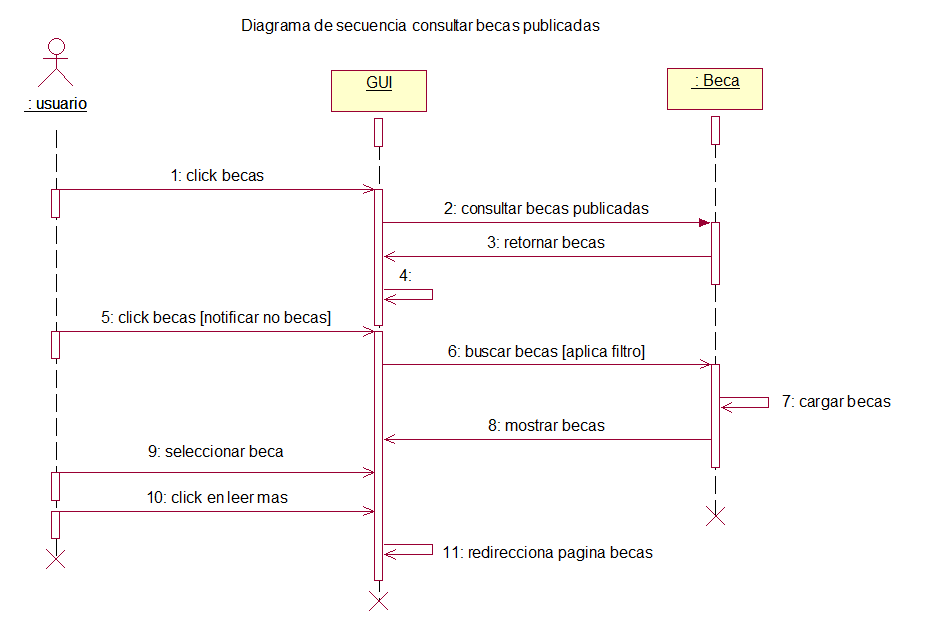 Diagrama de secuencia consultar becas publicadas
: usuario
GUI
: Beca
1: click becas
2: consultar becas publicadas
3: retornar becas
4:
5: click becas [notificar no becas]
6: buscar becas [aplica filtro]
7: cargar becas
8: mostrar becas
9: seleccionar beca
10: click en leer mas
11: redirecciona pagina becas